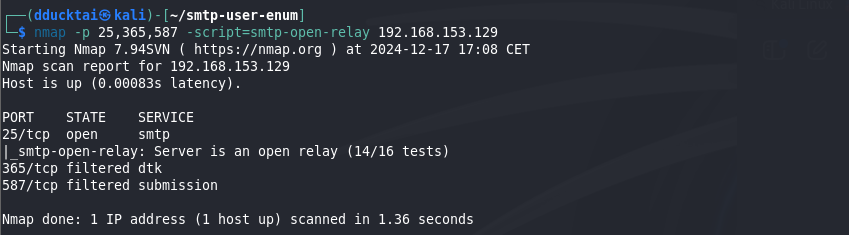 ┌──(dducktai㉿kali)-[~/smtp-user-enum]
└─$ nmap -p 25,365,587 -script=smtp-open-relay 192.168.153.129
Starting Nmap 7.94SVN ( https://nmap.org ) at 2024-12-17 17:08 CET
Nmap scan report for 192.168.153.129
Host is up (0.00083s latency).
PORT    STATE    SERVICE
25/tcp  open     smtp
|_smtp-open-relay: Server is an open relay (14/16 tests)
365/tcp filtered dtk
587/tcp filtered submission
Nmap done: 1 IP address (1 host up) scanned in 1.36 seconds